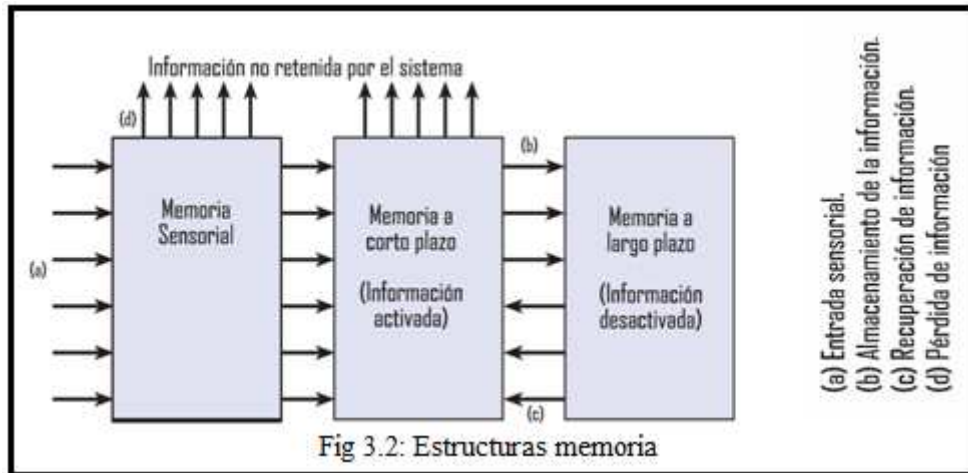 Información no retenida por el sistema
(d)
(b)
Memoria
Sensorial
Memoria a
corto plazo
(Información
activada)
Memoria a
largo plazo
(Información
desactivada)
(a)
(c)
Fig 3.2: Estructuras memoria
(a) Entrada sensorial.
(b) Almacenamiento de la información.
(c) Recuperación de información.
(d) Pérdida de información